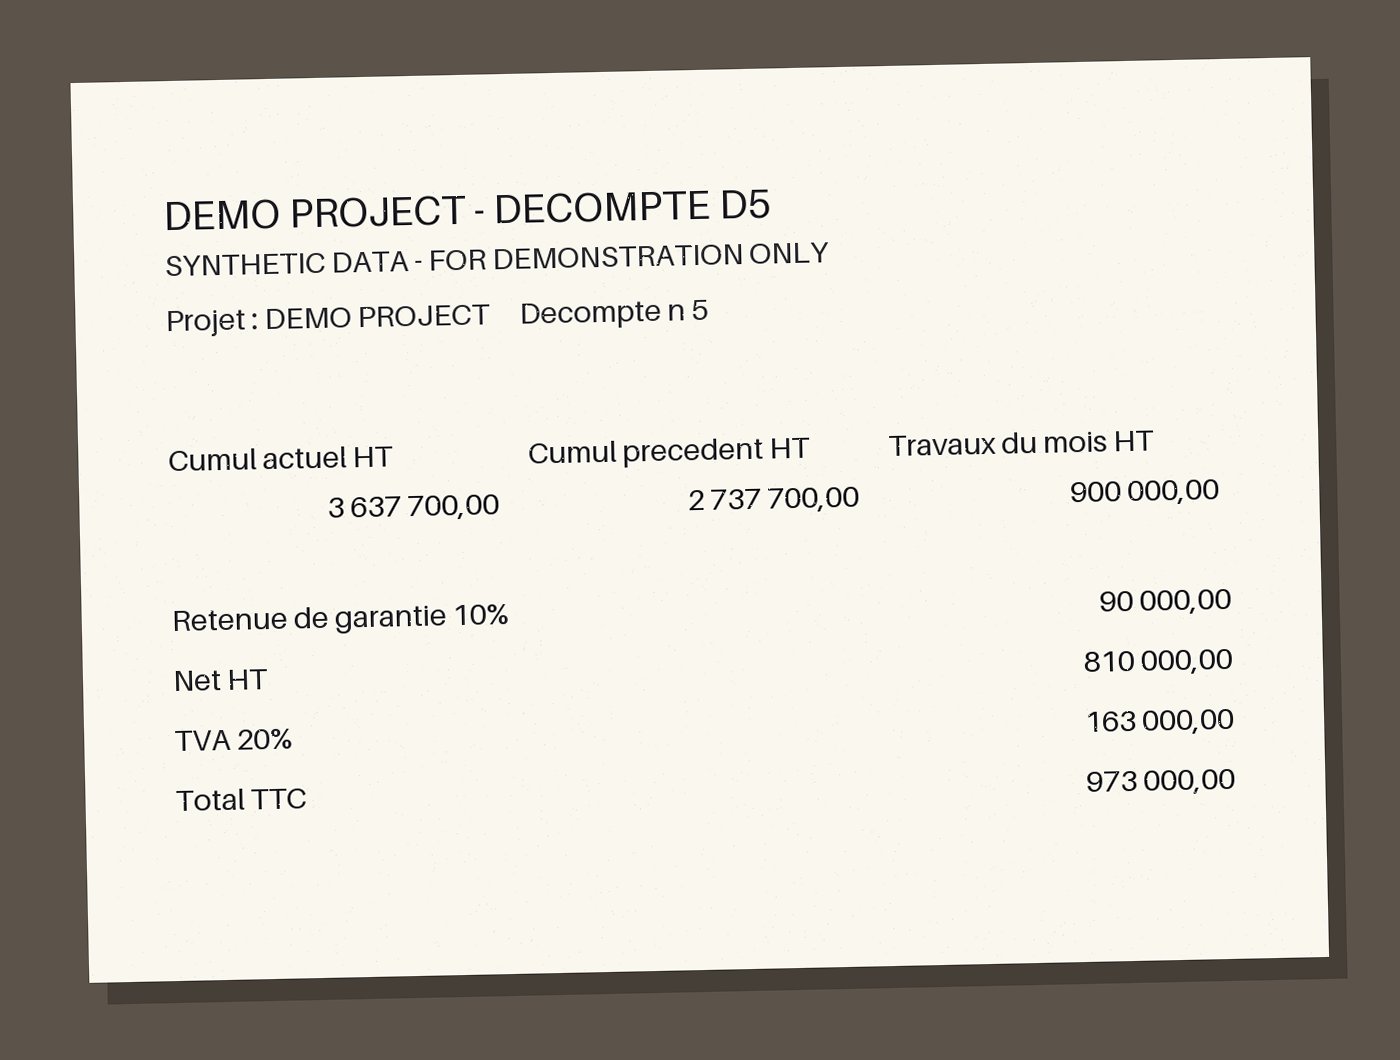 DEMO PROJECT - DECOMPTE D5
SYNTHETIC DATA - FOR DEMONSTRATION ONLY
Projet : DEMO PROJECT Decompte n 5
Cumul actuel HT Cumul precedent HT Travaux du mois HT
3 637 700,00 2 737 700,00 900 000,00
Retenue de garantie 10% 90 000,00
Net HT 810 000,00
TVA 20% 163 000,00
Total TTC 973 000,00